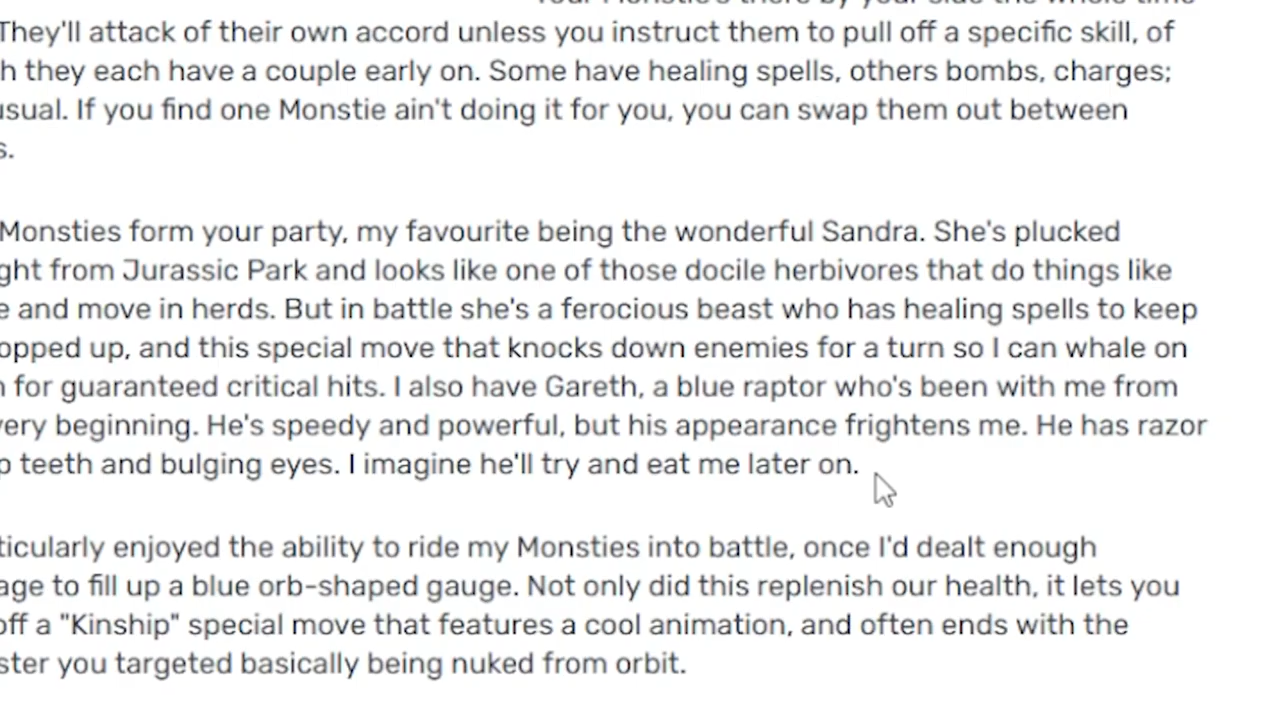 They'll attack of their own accord unless you instruct them to pull off a specific skill, of
they each have a couple early on. Some have healing spells, others bombs, charges;
If you find one Monstie ain't doing it for you, you can swap them out between
Monsties form your party, my favourite being the wonderful Sandra. She's plucked
from Jurassic Park and looks like one of those docile herbivores that do things like
and move in herds. But in battle she's a ferocious beast who has healing spells to keep
up, and this special move that knocks down enemies for a turn so I can whale on
for guaranteed critical hits. I also have Gareth, a blue raptor who's been with me from
beginning. He's speedy and powerful, but his appearance frightens me. He has razor
teeth and bulging eyes. I imagine he'll try and eat me later on.
enjoyed the ability to ride my Monsties into battle, once I'd dealt enough
to fill up a blue orb-shaped gauge. Not only did this replenish our health, it lets you
off a "Kinship" special move that features a cool animation, and often ends with the
you targeted basically being nuked from orbit.